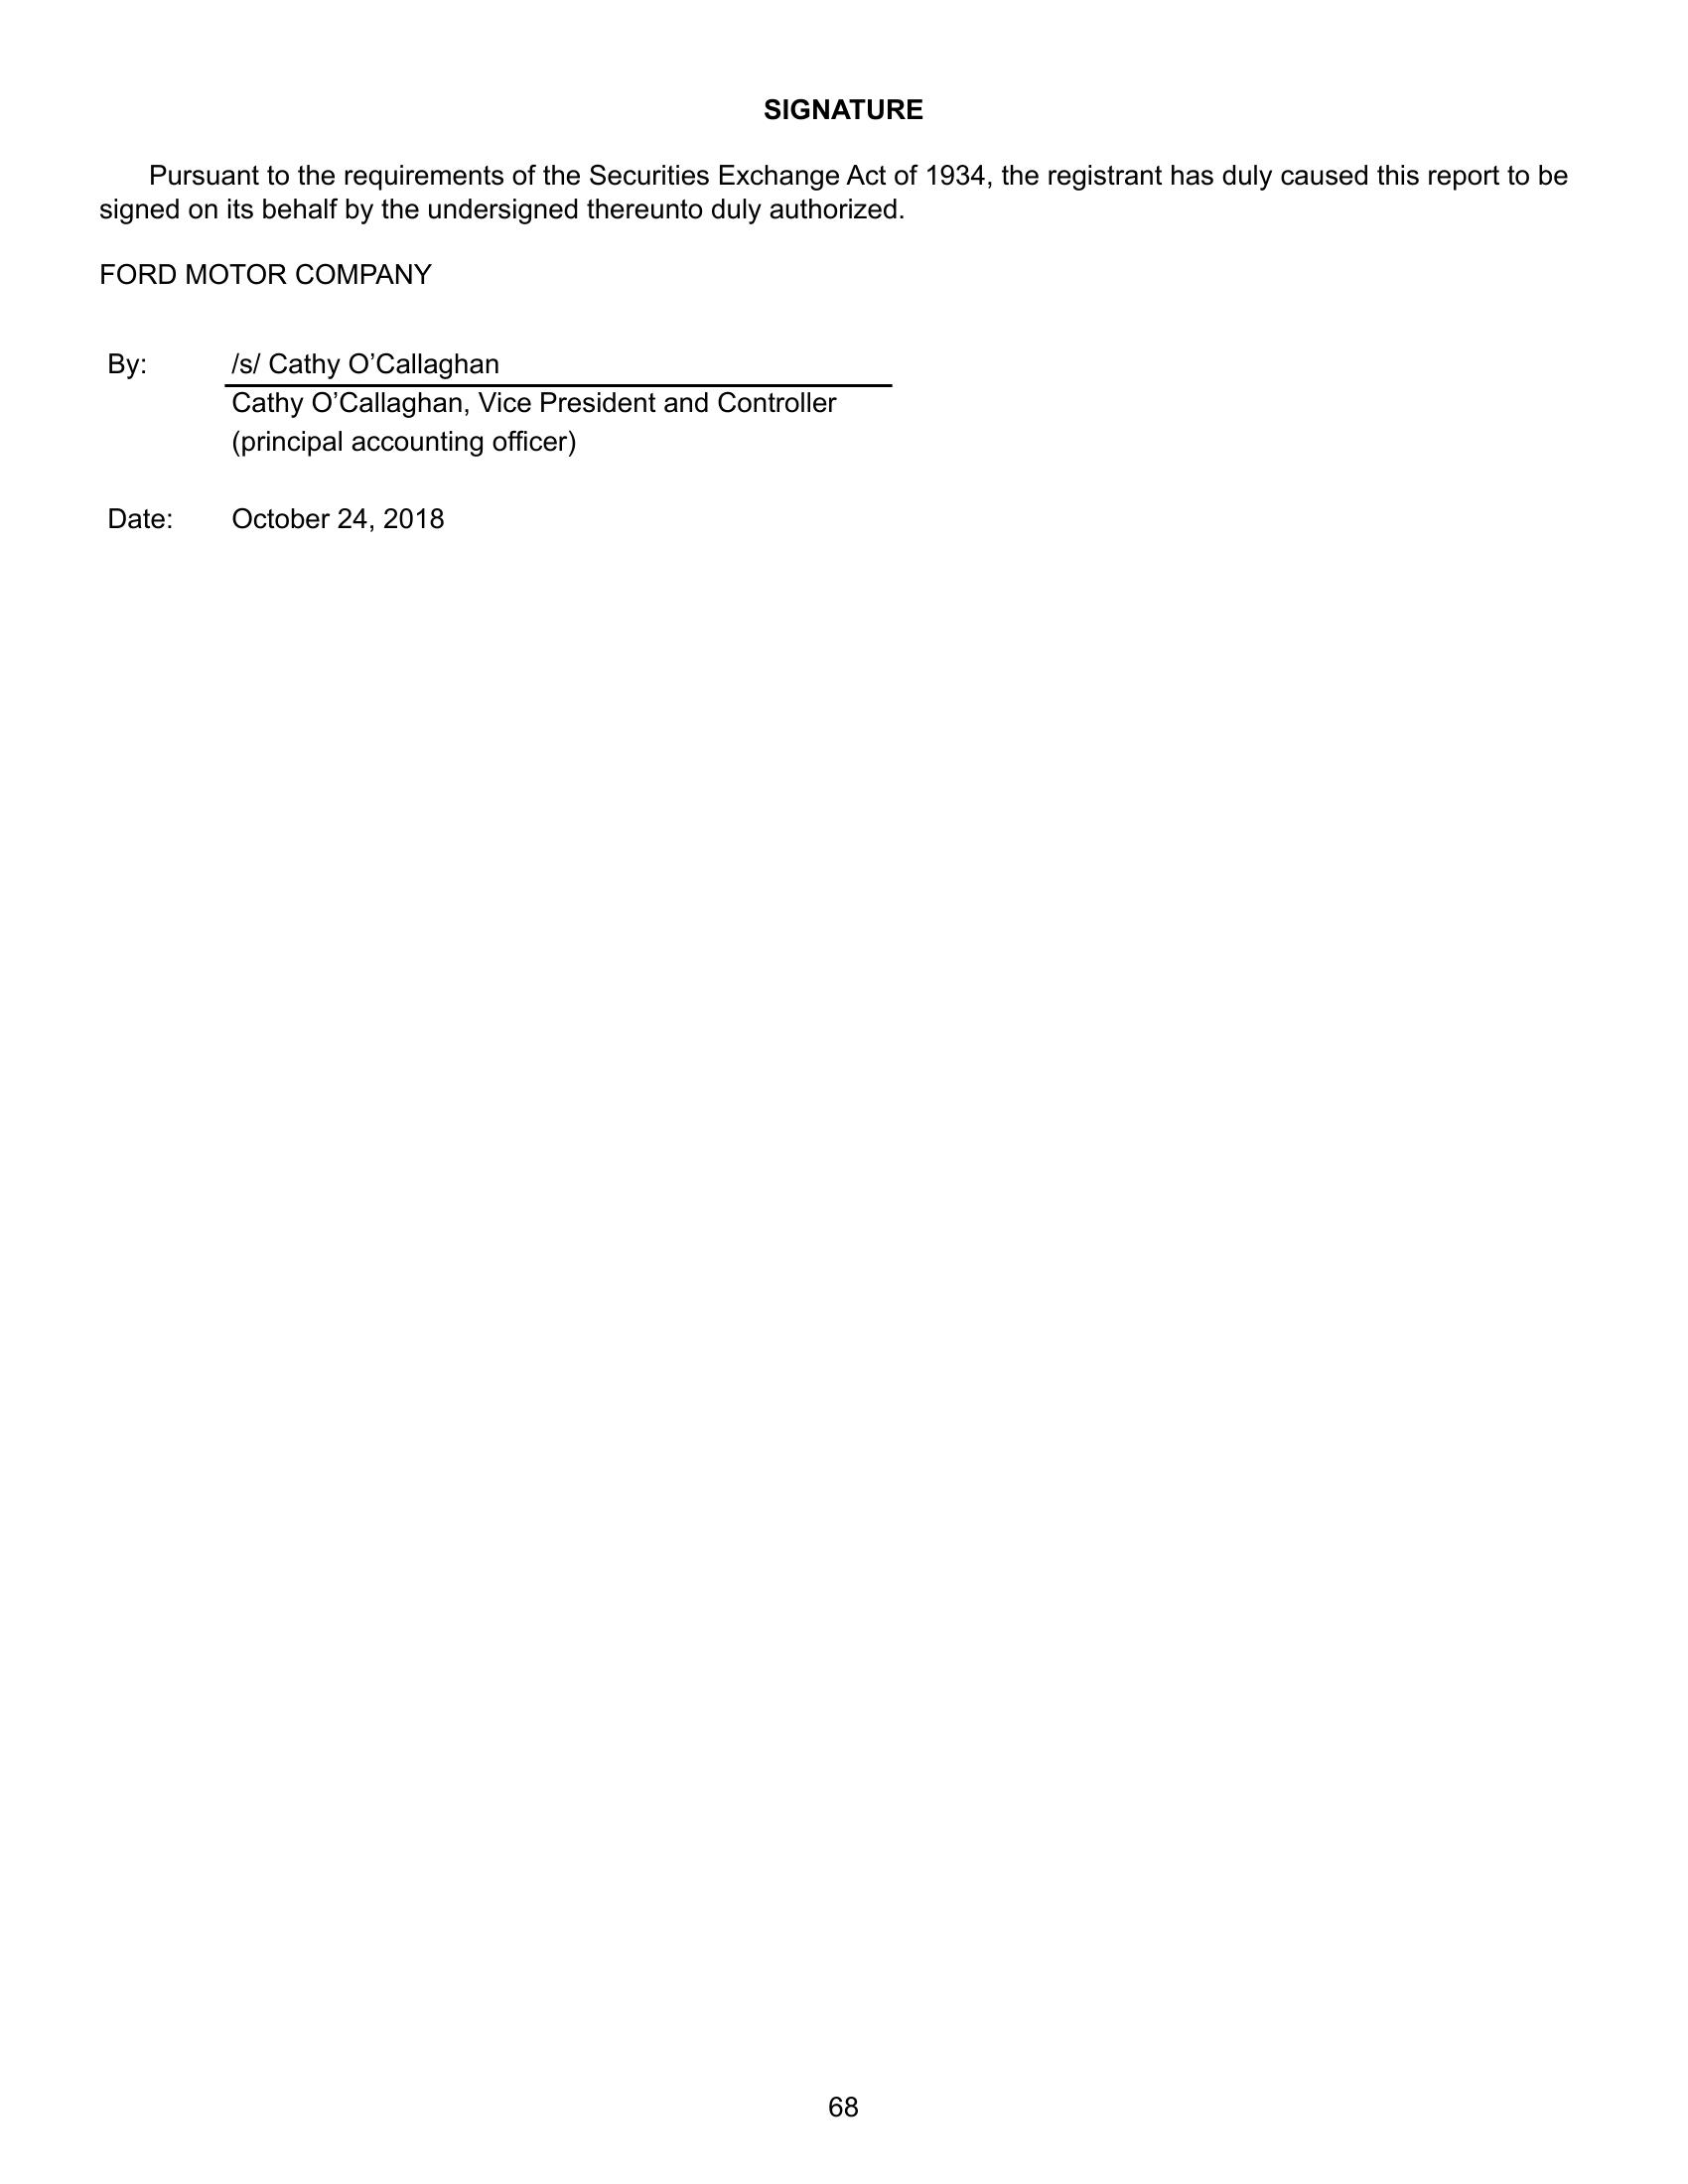 SIGNATURE
Pursuant to the requirements of the Securities Exchange Act of 1934, the registrant has duly caused this report to be
signed on its behalf by the undersigned thereunto duly authorized.
FORD MOTOR COMPANY
By: /s/ Cathy O’Callaghan
Cathy O’Callaghan, Vice President and Controller
(principal accounting officer)
Date: October 24, 2018
68